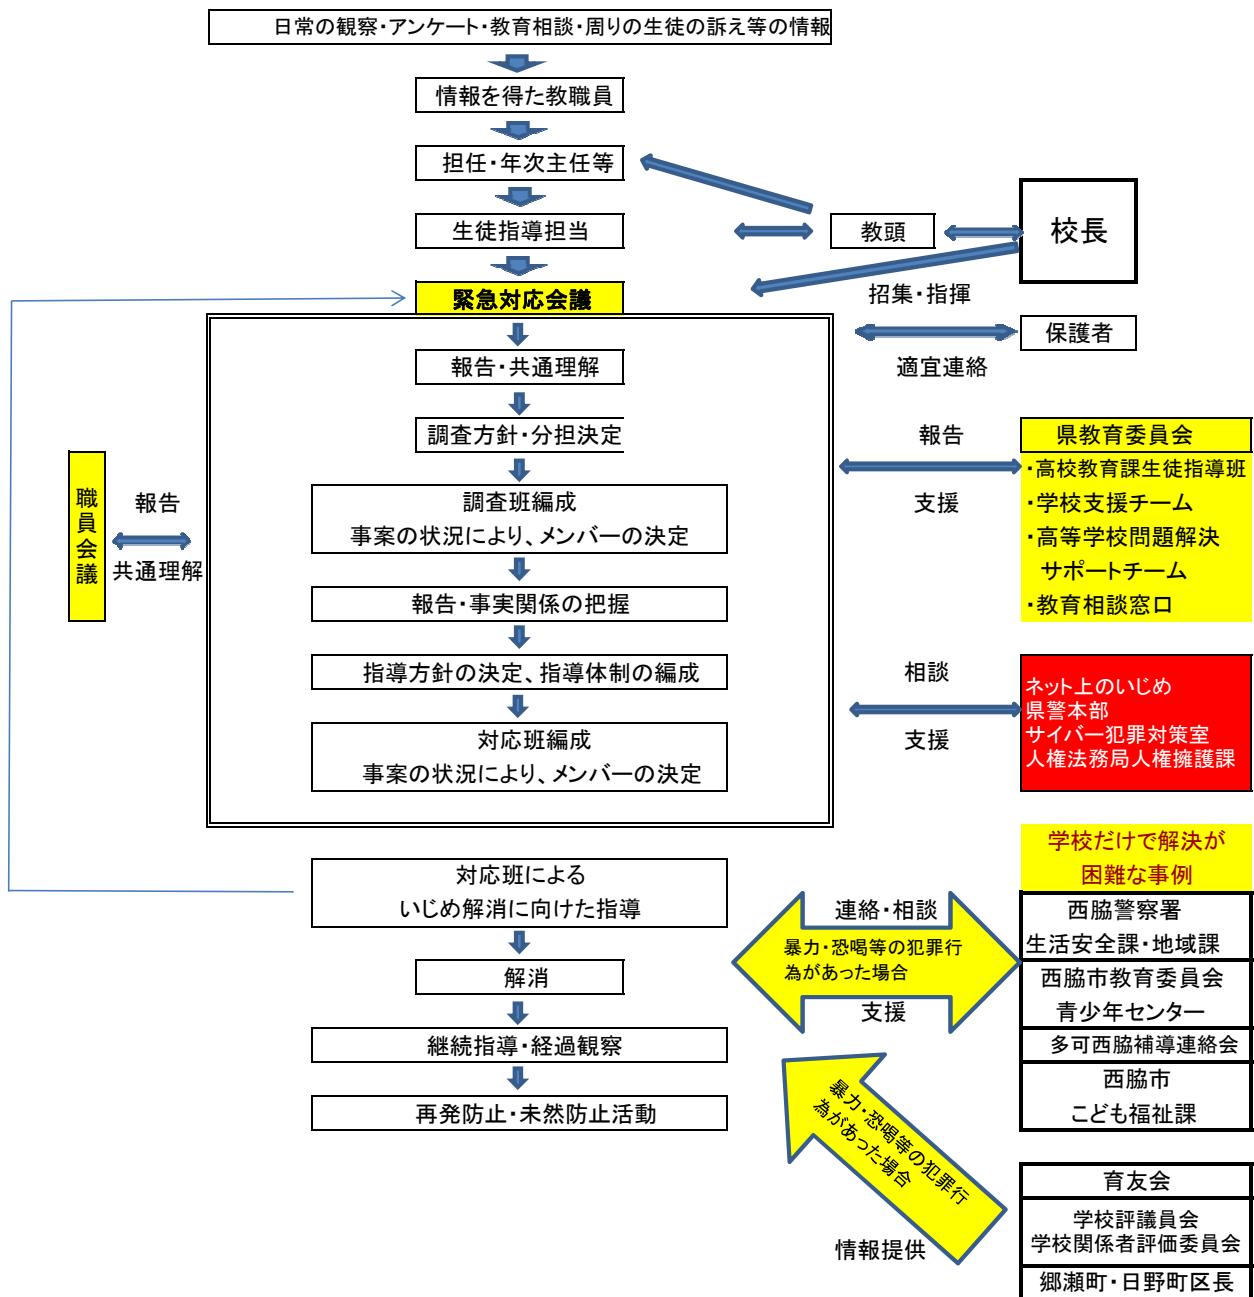 日常の観察・アンケート・教育相談・周りの生徒の訴え等の情報
情報を得た教職員
担任・年次主任等
生徒指導担当
教頭
校長
緊急対応会議
招集・指揮
保護者
適宜連絡
報告・共通理解
調査方針・分担決定
報告
支援
県教育委員会
・高校教育課生徒指導班
・学校支援チーム
・高等学校問題解決
サポートチーム
・教育相談窓口
職員会議
報告
共通理解
調査班編成
事案の状況により、メンバーの決定
報告・事実関係の把握
指導方針の決定、指導体制の編成
対応班編成
事案の状況により、メンバーの決定
相談
支援
ネット上のいじめ
県警本部
サイバー犯罪対策室
人権法務局人権擁護課
学校だけで解決が
困難な事例
対応班による
いじめ解消に向けた指導
解消
継続指導・経過観察
再発防止・未然防止活動
連絡・相談
暴力・恐喝等の犯罪行
為があった場合
支援
西脇警察署
生活安全課・地域課
西脇市教育委員会
青少年センター
多可西脇補導連絡会
西脇市
こども福祉課
暴力・恐喝等の犯罪行
為があった場合
情報提供
育友会
学校評議員会
学校関係者評価委員会
郷瀬町・日野町区長